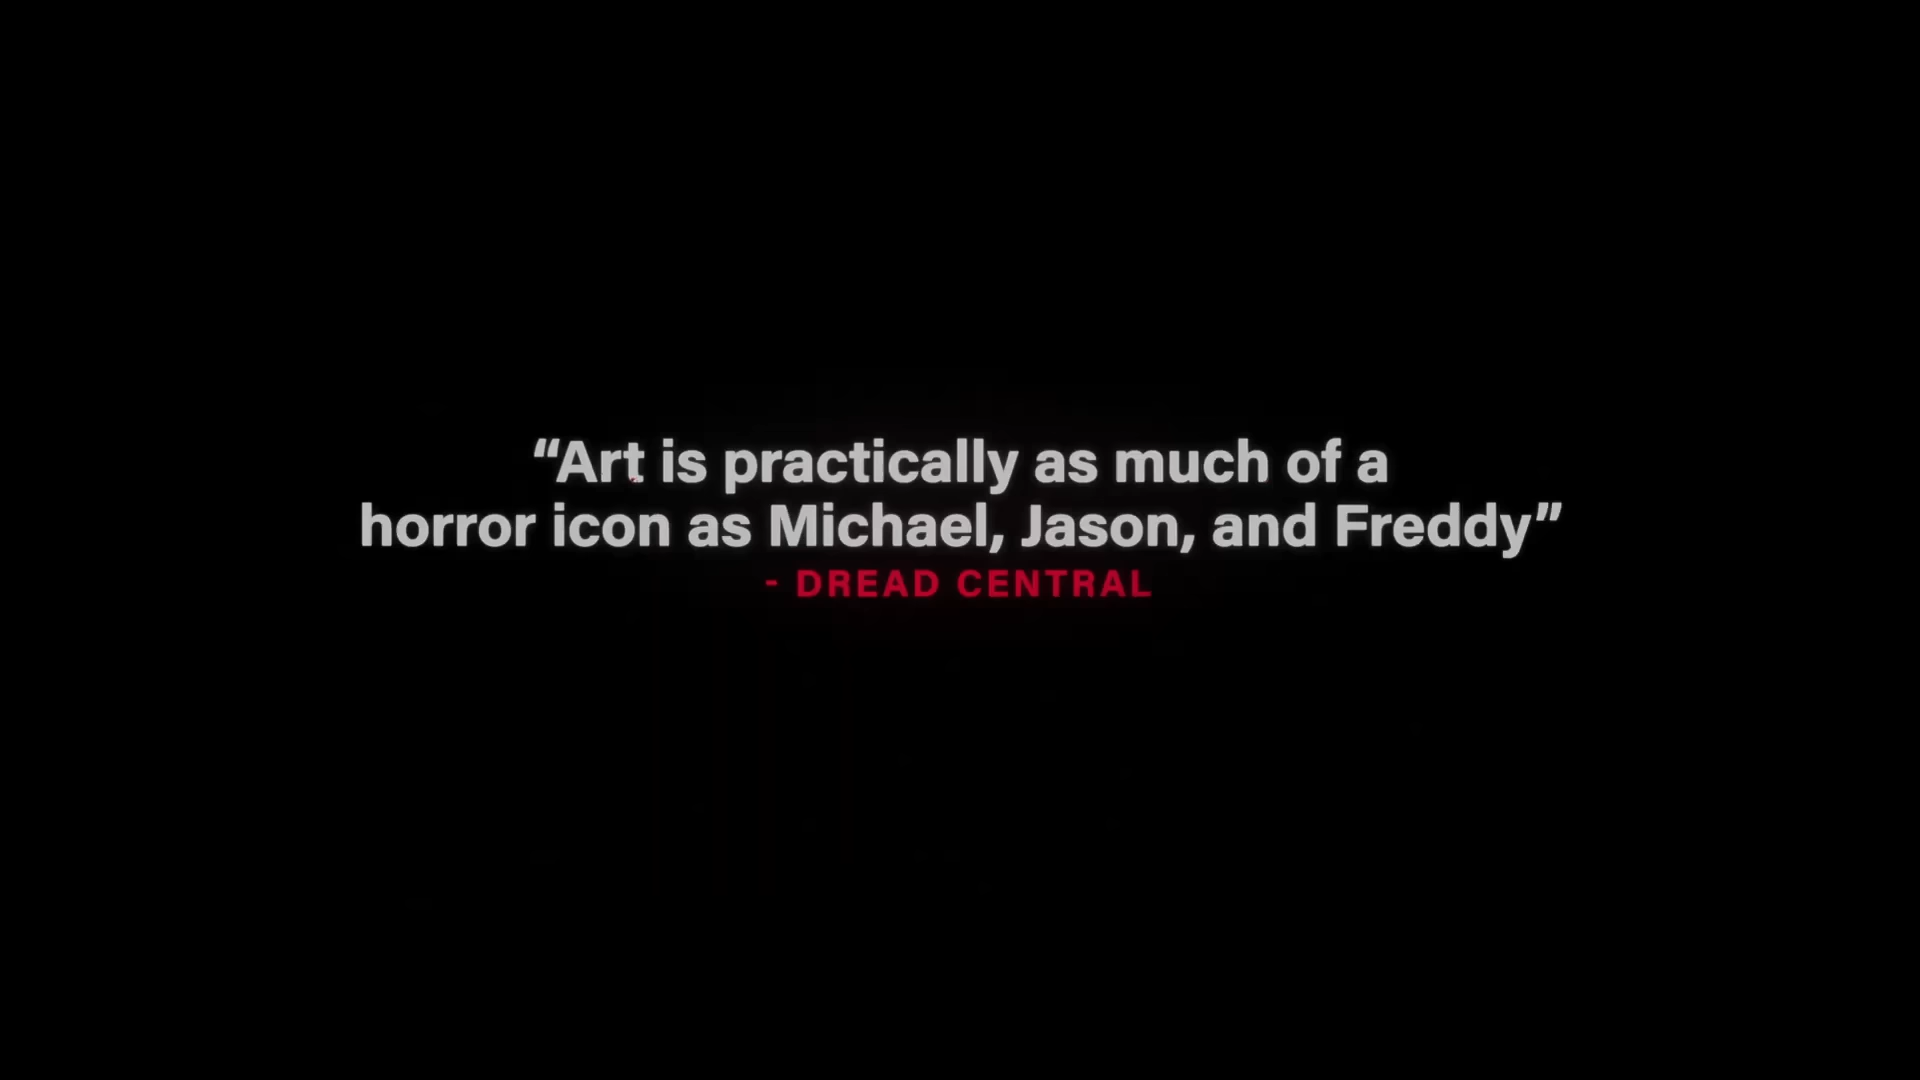 “Art is practically as much of a
horror icon as Michael, Jason, and Freddy”
- DREAD CENTRAL